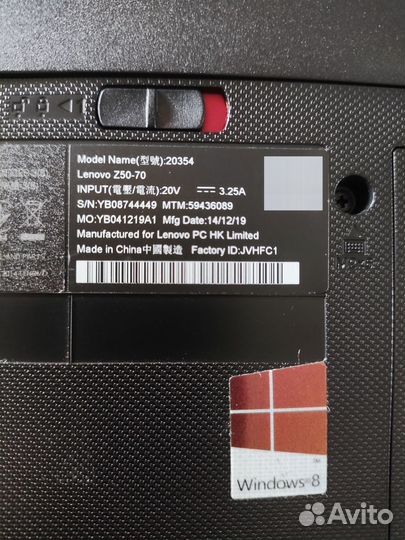 Model Name(型號):20354
Lenovo Z50-70
INPUT(電壓/電流):20V ⎓ 3.25A
S/N:YB08744449 MTM:59436089
MO:YB041219A1 Mfg Date:14/12/19
Manufactured for Lenovo PC HK Limited
Made in China中國製造 Factory ID:JVHFC1
Windows 8
Avito